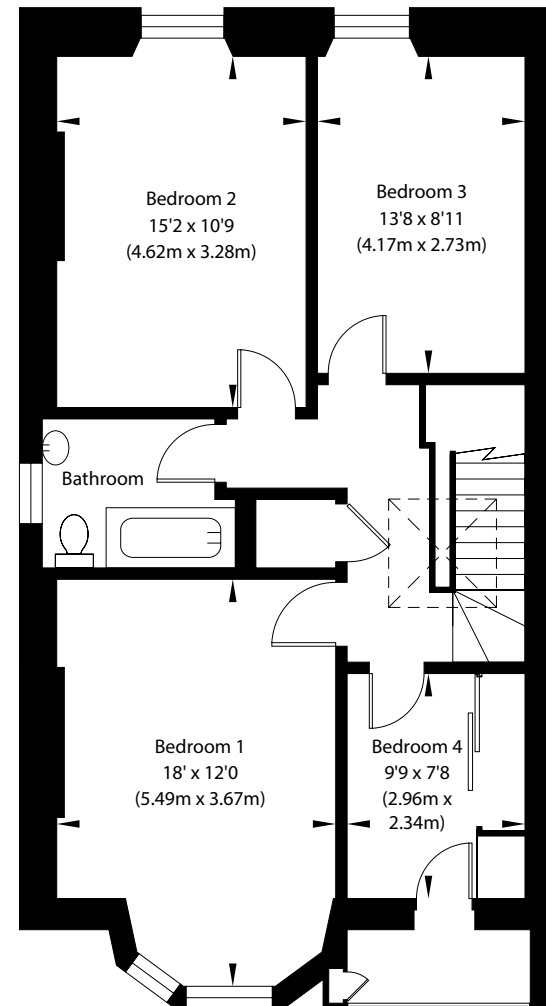 Bedroom 2
15'2 x 10'9
(4.62m x 3.28m)
Bedroom 3
13'8 x 8'11
(4.17m x 2.73m)
Bathroom
Bedroom 1
18' x 12'0
(5.49m x 3.67m)
Bedroom 4
9'9 x 7'8
(2.96m x
2.34m)